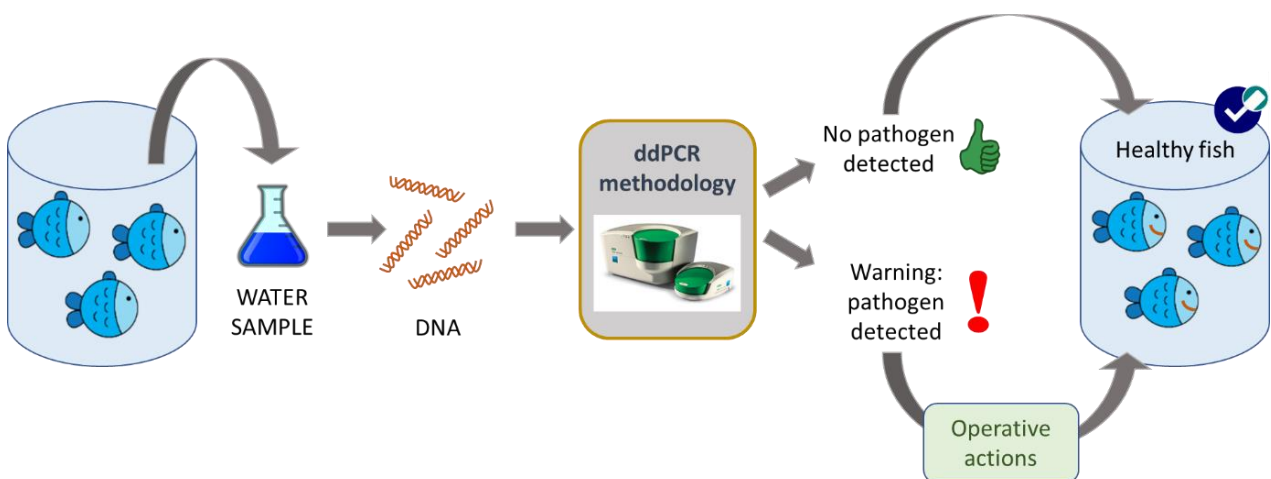 WATER
SAMPLE
DNA
ddPCR
methodology
No pathogen
detected
Warning:
pathogen
detected
Operative
actions
Healthy fish